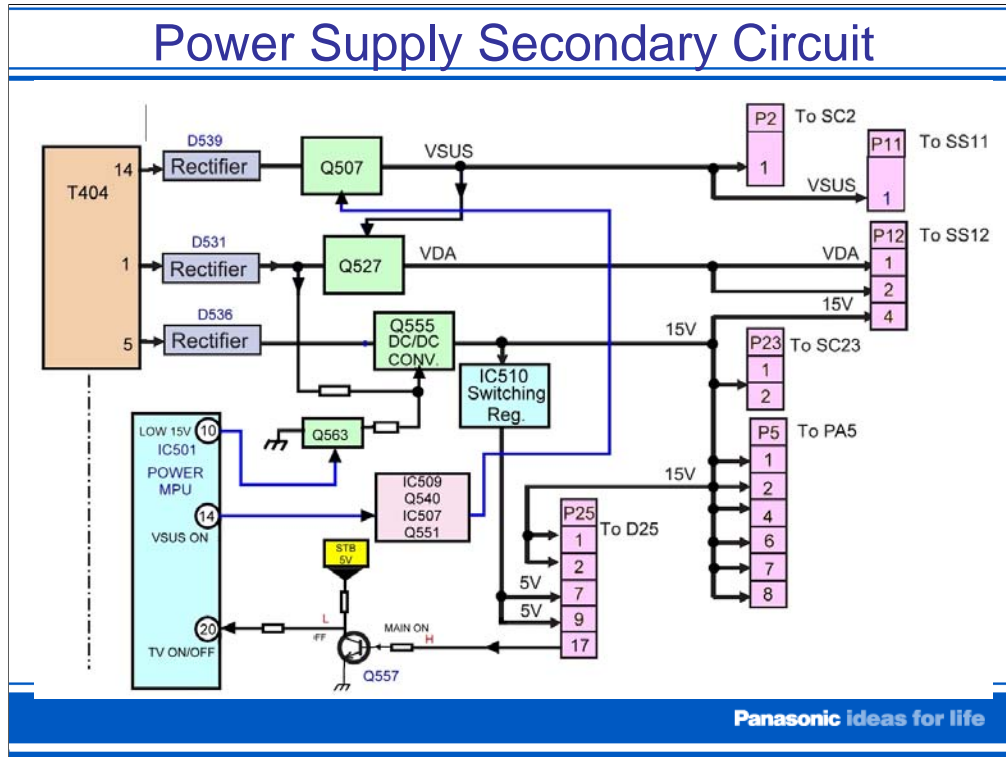 Power Supply Secondary Circuit
T404
14
1
5
D539
Rectifier
D531
Rectifier
D536
Rectifier
Q507
VSUS
Q527
VDA
Q555
DC/DC
CONV.
15V
IC510
Switching
Reg.
P2
1
To SC2
P11
1
To SS11
VSUS
P12
1
2
4
To SS12
VDA
15V
P23
1
2
To SC23
P5
1
2
4
6
7
8
To PA5
15V
P25
1
2
7
9
17
To D25
5V
5V
LOW 15V
10
IC501
POWER
MPU
14
VSUS ON
20
TV ON/OFF
Q563
IC509
Q540
IC507
Q551
STB
5V
L
FF
MAIN ON
H
Q557
Panasonic ideas for life